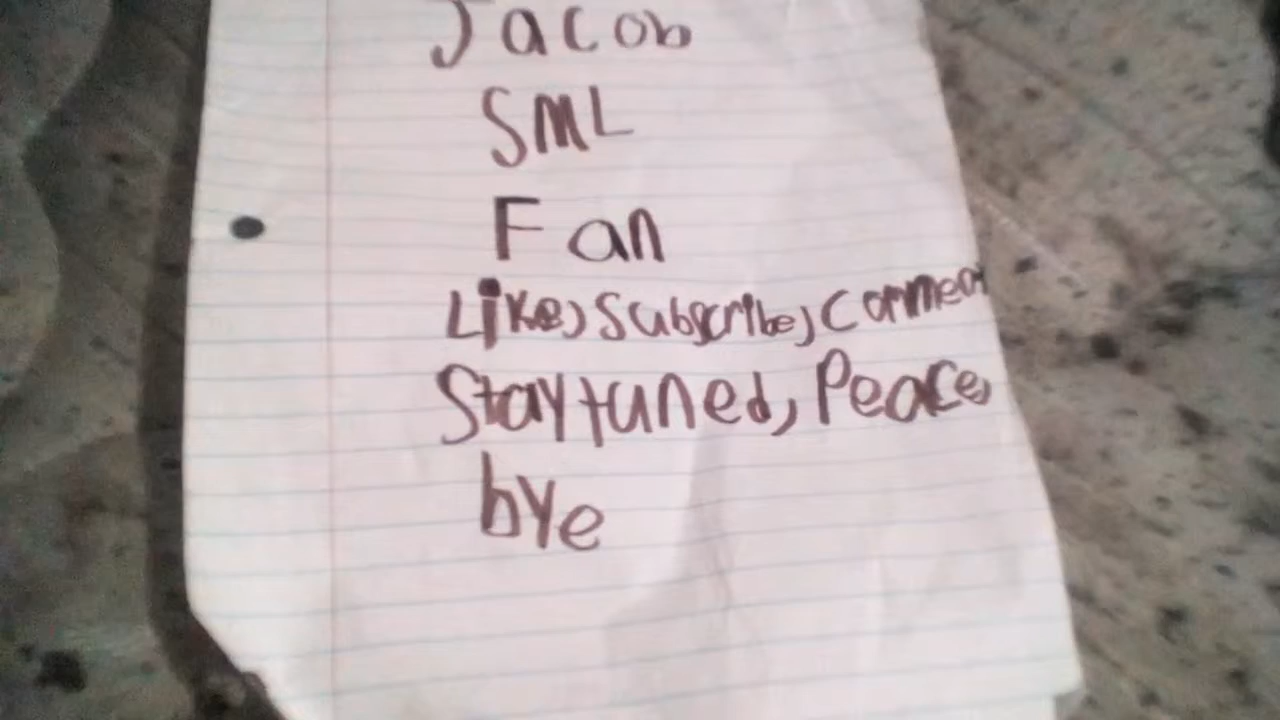 Jacob
SML
Fan
Like, Subscribe, Comment
Stay tuned, Peace,
bye